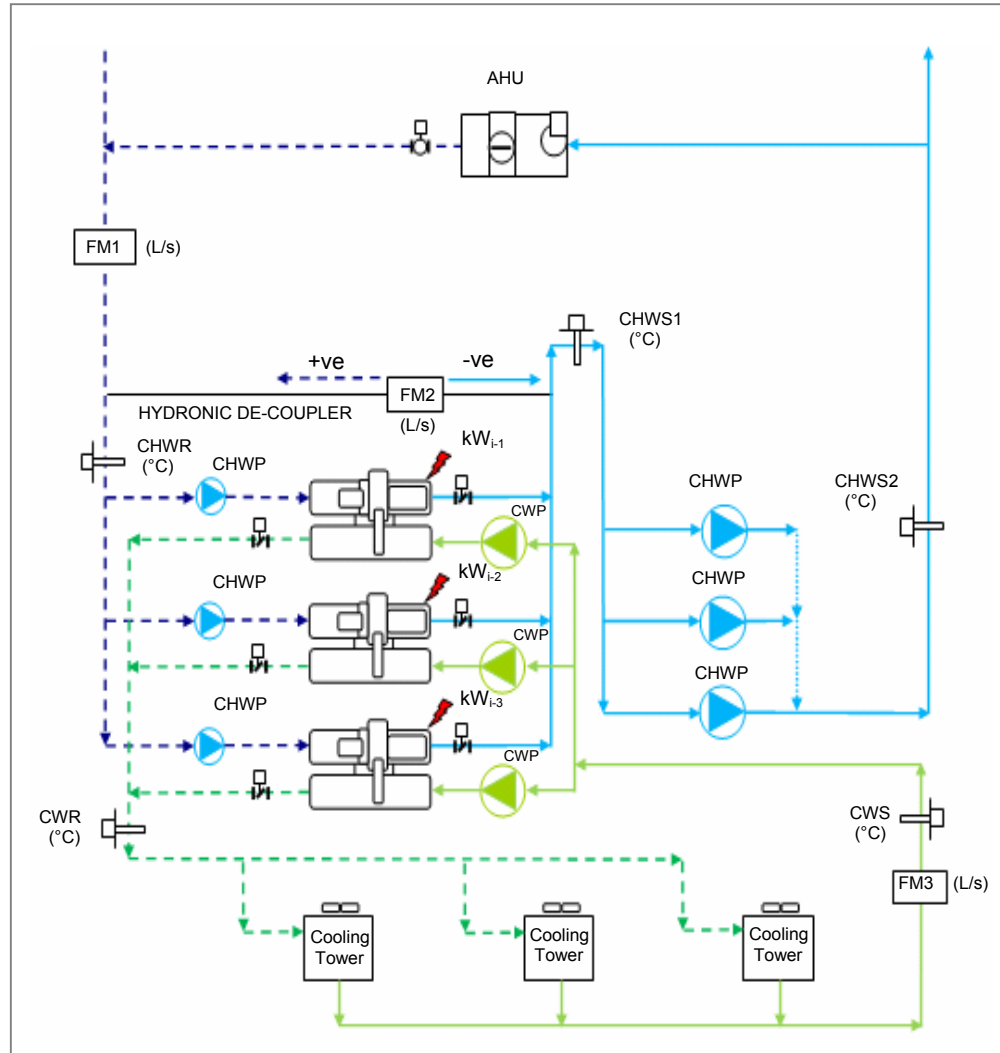 AHU
FM1 (L/s)
CHWS1
(°C)
+ve -ve
FM2
HYDRONIC DE-COUPLER
(L/s)
CHWR
(°C)
CHWP
kWi-1
CHWP
CHWS2
(°C)
CWP
kWi-2
CHWP
CHWP
CWP
kWi-3
CHWP
CHWP
CWP
CWR
(°C)
CWS
(°C)
FM3 (L/s)
Cooling
Tower
Cooling
Tower
Cooling
Tower